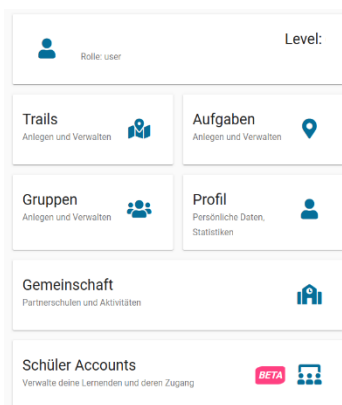 Level:
Rolle: user
Trails
Anlegen und Verwalten
Aufgaben
Anlegen und Verwalten
Gruppen
Anlegen und Verwalten
Profil
Persönliche Daten,
Statistiken
Gemeinschaft
Partnerschulen und Aktivitäten
Schüler Accounts
Verwalte deine Lernenden und deren Zugang
BETA